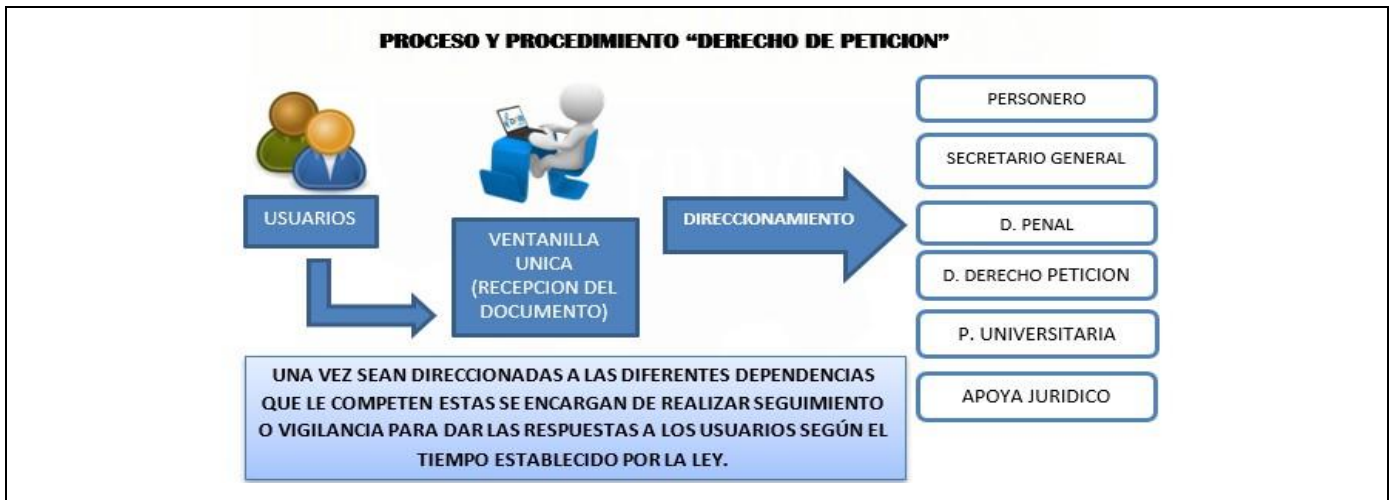 PROCESO Y PROCEDIMIENTO “DERECHO DE PETICION”
USUARIOS
VENTANILLA
UNICA
(RECEPCION DEL
DOCUMENTO)
DIRECCIONAMIENTO
PERSONERO
SECRETARIO GENERAL
D. PENAL
D. DERECHO PETICION
P. UNIVERSITARIA
APOYA JURIDICO
UNA VEZ SEAN DIRECCIONADAS A LAS DIFERENTES DEPENDENCIAS
QUE LE COMPETEN ESTAS SE ENCARGAN DE REALIZAR SEGUIMIENTO
O VIGILANCIA PARA DAR LAS RESPUESTAS A LOS USUARIOS SEGÚN EL
TIEMPO ESTABLECIDO POR LA LEY.